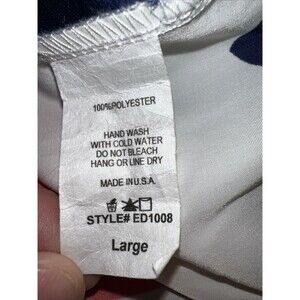 100%POLYESTER
HAND WASH
WITH COLD WATER
DO NOT BLEACH
HANG OR LINE DRY
MADE IN U.S.A.
STYLE# ED1008
Large